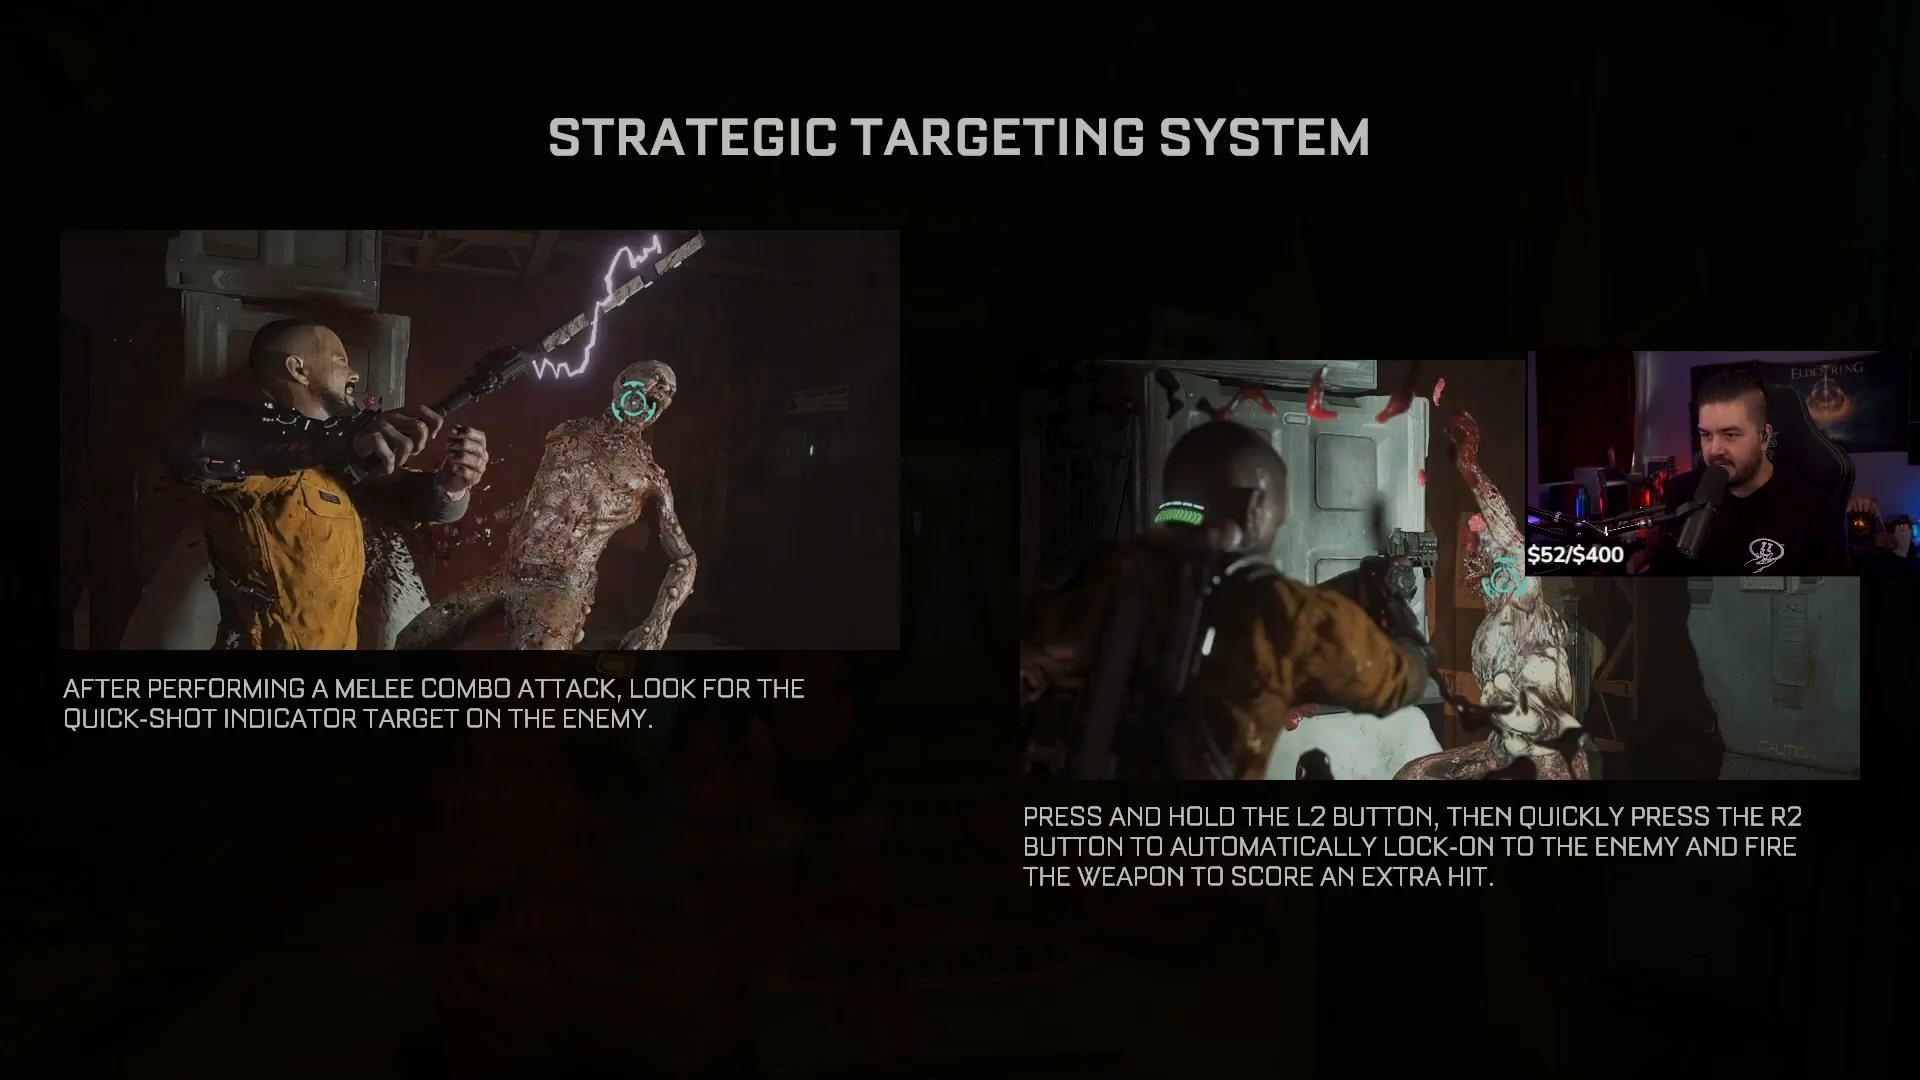 STRATEGIC TARGETING SYSTEM
AFTER PERFORMING A MELEE COMBO ATTACK, LOOK FOR THE
QUICK-SHOT INDICATOR TARGET ON THE ENEMY.
ELDEN RING
$52/$400
CAUTION
PRESS AND HOLD THE L2 BUTTON, THEN QUICKLY PRESS THE R2
BUTTON TO AUTOMATICALLY LOCK-ON TO THE ENEMY AND FIRE
THE WEAPON TO SCORE AN EXTRA HIT.